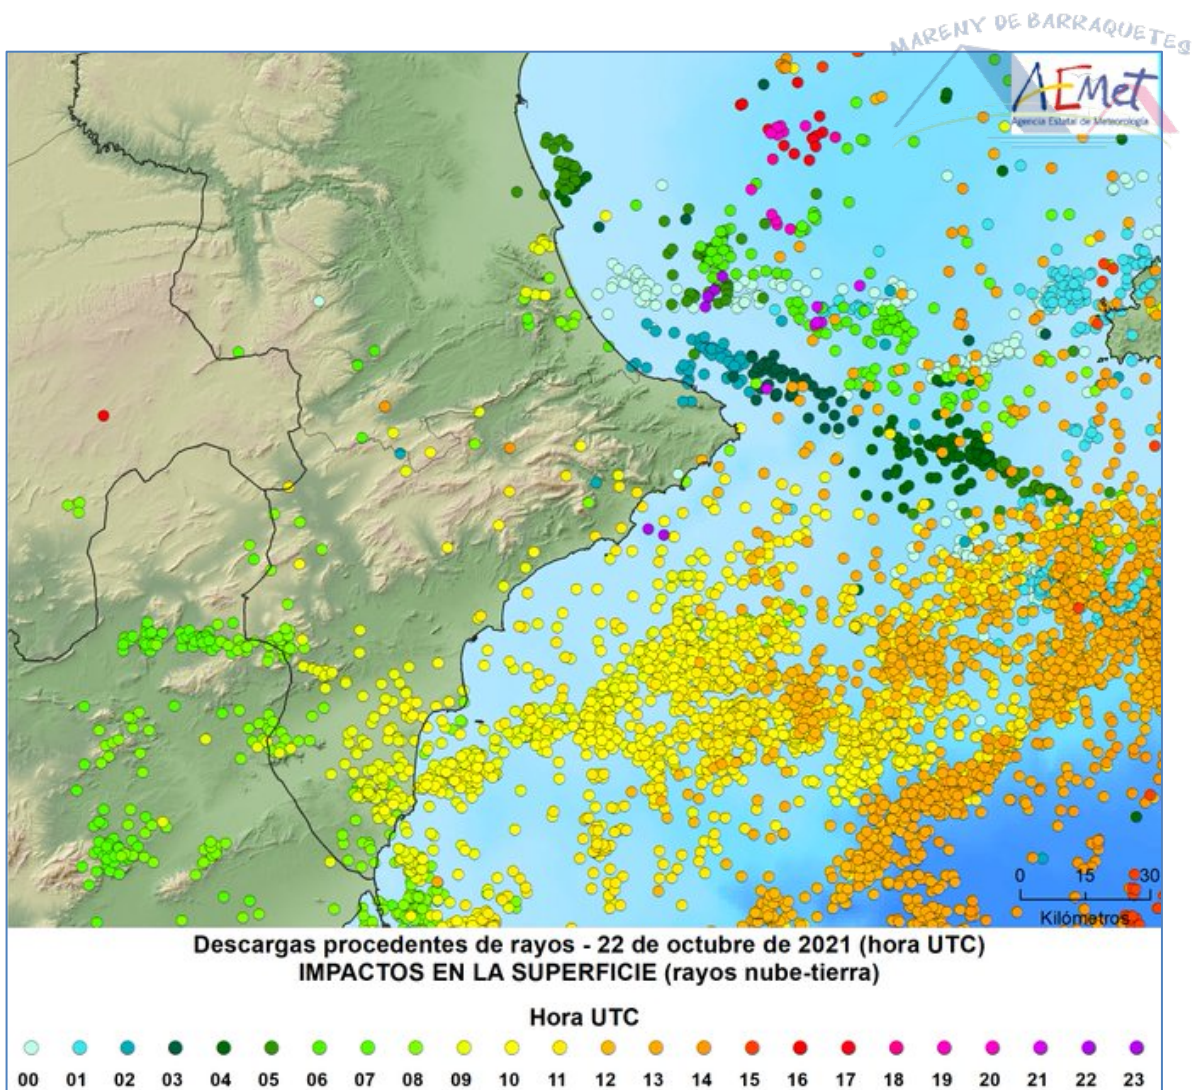 MARENY DE BARRAQUETES
AEMet
Agencia Estatal de Meteorología
0 15 30
Kilómetros
Descargas procedentes de rayos - 22 de octubre de 2021 (hora UTC)
IMPACTOS EN LA SUPERFICIE (rayos nube-tierra)
Hora UTC
00 01 02 03 04 05 06 07 08 09 10 11 12 13 14 15 16 17 18 19 20 21 22 23